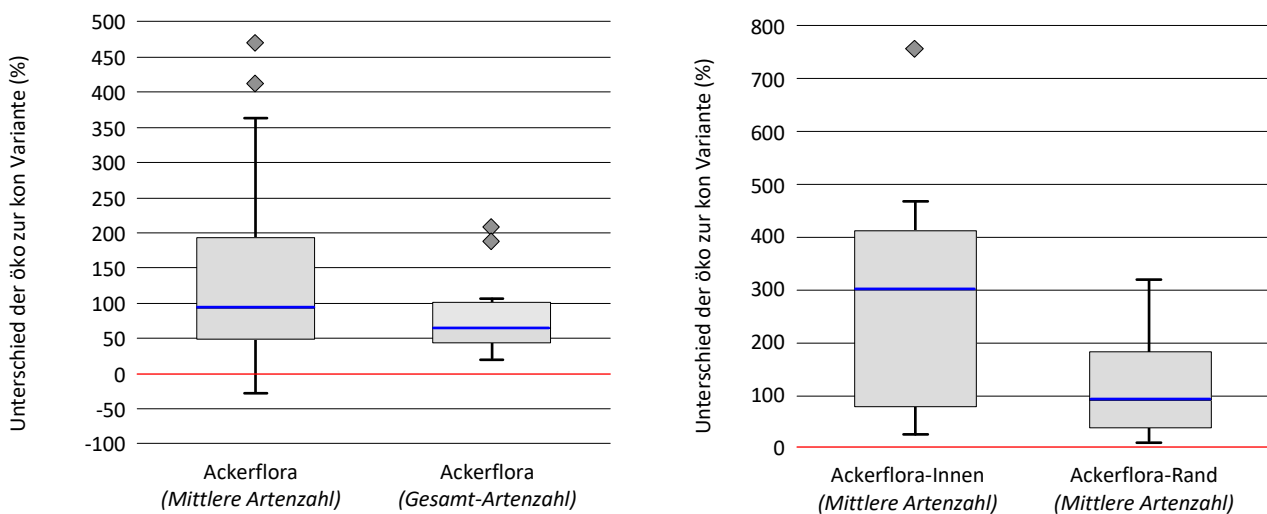 Unterschied der öko zur kon Variante (%)
500
450
400
350
300
250
200
150
100
50
0
-50
-100
Ackerflora
(Mittlere Artenzahl)
Ackerflora
(Gesamt-Artenzahl)
Unterschied der öko zur kon Variante (%)
800
700
600
500
400
300
200
100
0
Ackerflora-Innen
(Mittlere Artenzahl)
Ackerflora-Rand
(Mittlere Artenzahl)